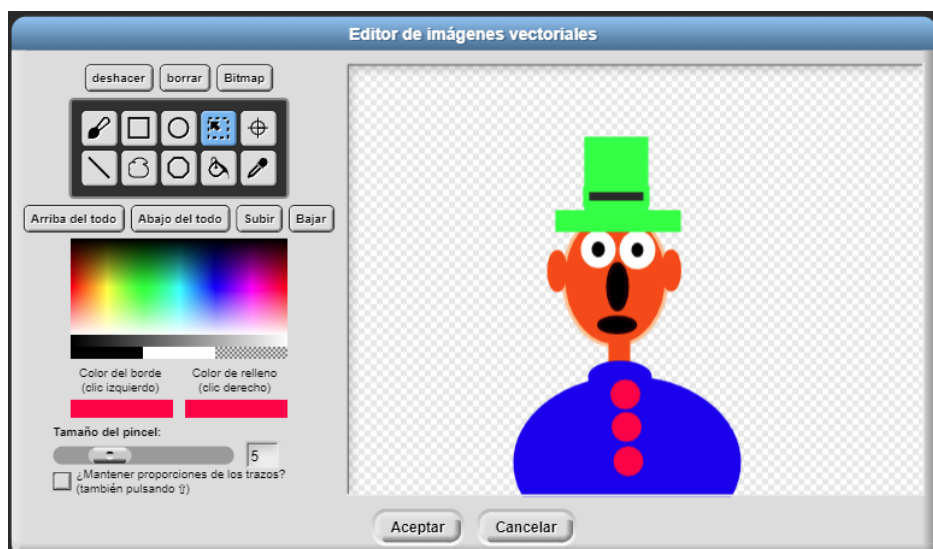 Editor de imágenes vectoriales
deshacer borrar Bitmap
Arriba del todo Abajo del todo Subir Bajar
Color del borde
(clic izquierdo)
Color de relleno
(clic derecho)
Tamaño del pincel:
5
¿Mantener proporciones de los trazos?
(también pulsando ⇧)
Aceptar Cancelar